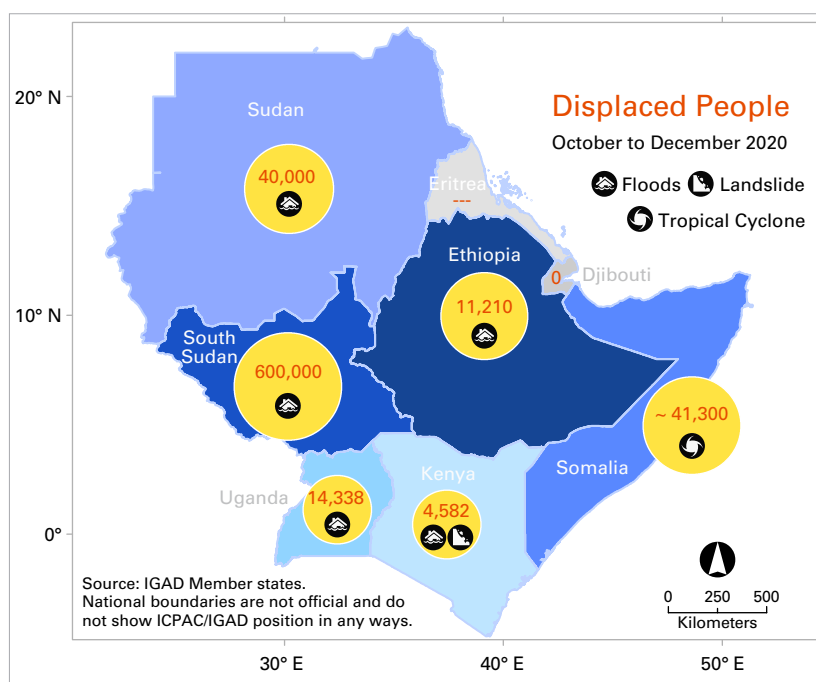 20° N
10° N
0°
Displaced People
October to December 2020
Floods
Landslide
Tropical Cyclone
Sudan
40,000
Eritrea
---
Ethiopia
11,210
0
Djibouti
South
Sudan
600,000
~ 41,300
Somalia
Uganda
14,338
Kenya
4,582
Source: IGAD Member states.
National boundaries are not official and do
not show ICPAC/IGAD position in any ways.
0 250 500
Kilometers
30° E 40° E 50° E